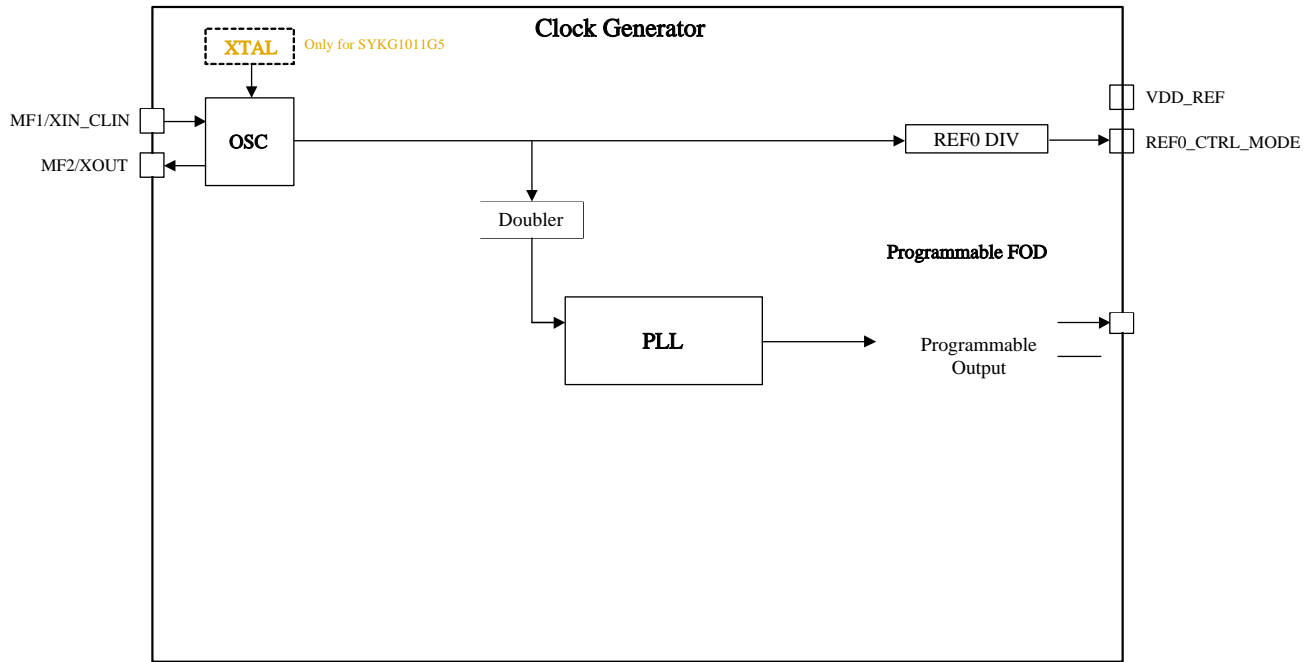 Clock Generator
XTAL
Only for SYKG1011G5
MF1/XIN_CLIN
MF2/XOUT
OSC
REF0 DIV
VDD_REF
REF0_CTRL_MODE
Doubler
Programmable FOD
PLL
Programmable
Output